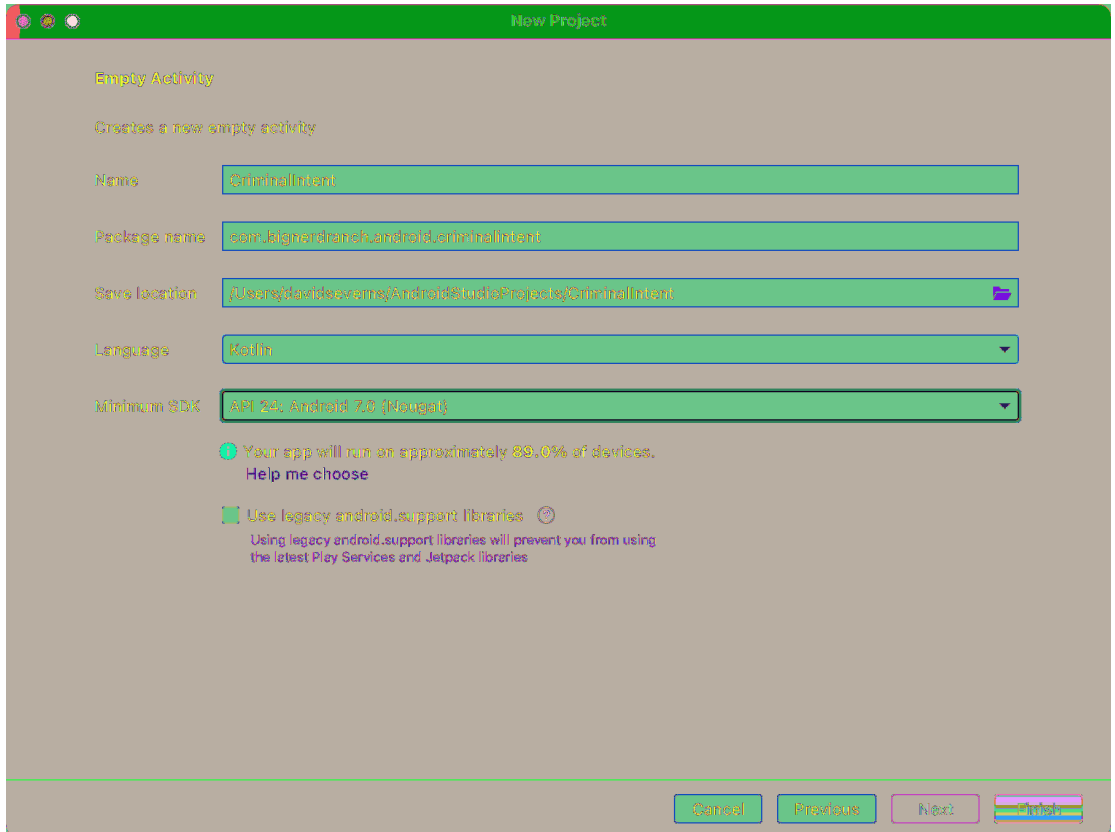 New Project
Empty Activity
Creates a new empty activity
Name
CriminalIntent
Package name
com.bignerdranch.android.criminalintent
Save location
/Users/davidseverns/AndroidStudioProjects/CriminalIntent
Language
Kotlin
Minimum SDK
API 24: Android 7.0 (Nougat)
Your app will run on approximately 89.0% of devices.
Help me choose
Use legacy android.support libraries ?
Using legacy android.support libraries will prevent you from using
the latest Play Services and Jetpack libraries
Cancel
Previous
Next
Finish